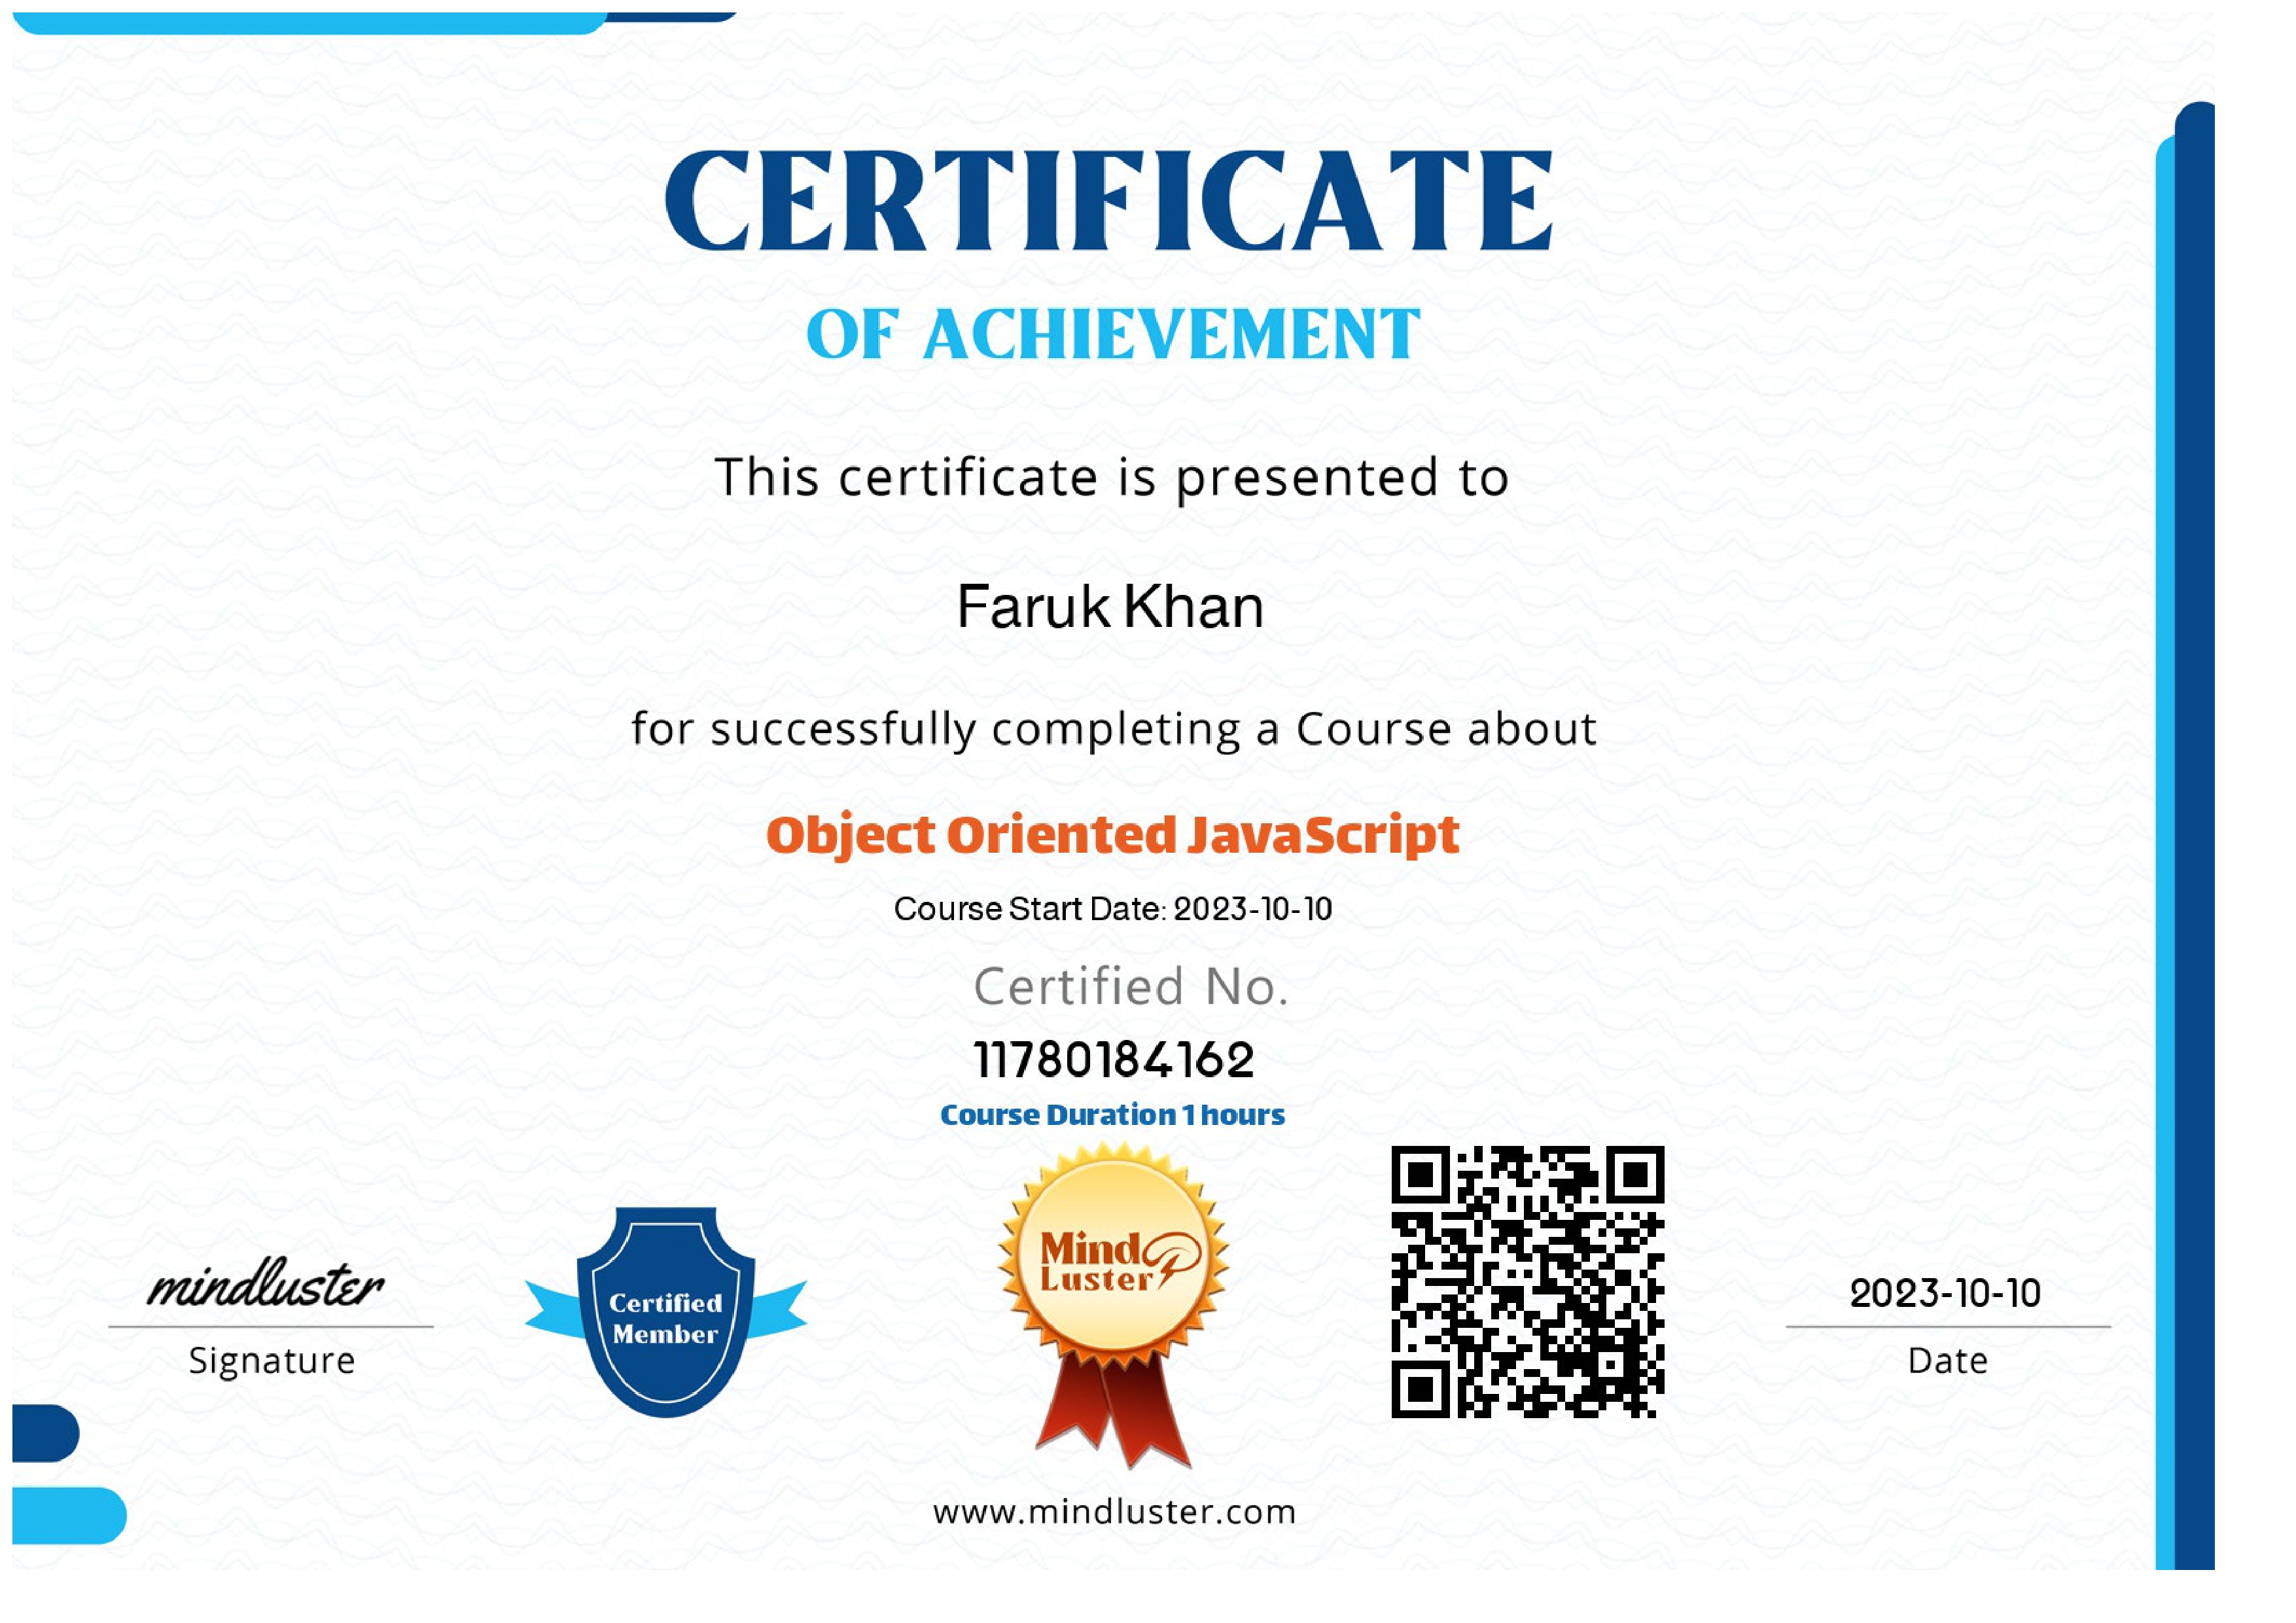 CERTIFICATE
OF ACHIEVEMENT
This certificate is presented to
Faruk Khan
for successfully completing a Course about
Object Oriented JavaScript
Course Start Date: 2023-10-10
Certified No.
11780184162
Course Duration 1 hours
mindluster
Signature
Certified
Member
Mind
Luster
2023-10-10
Date
www.mindluster.com